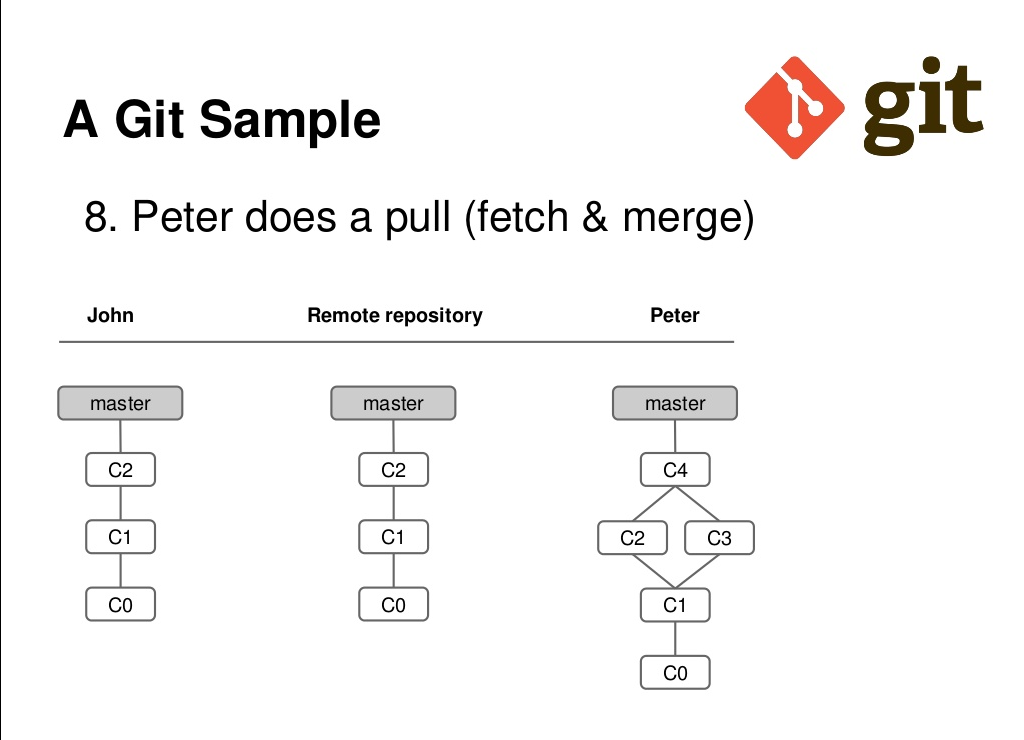 A Git Sample
git
8. Peter does a pull (fetch & merge)
John Remote repository Peter
master master master
C2 C2 C4
C1 C1 C2 C3
C0 C0 C1
C0